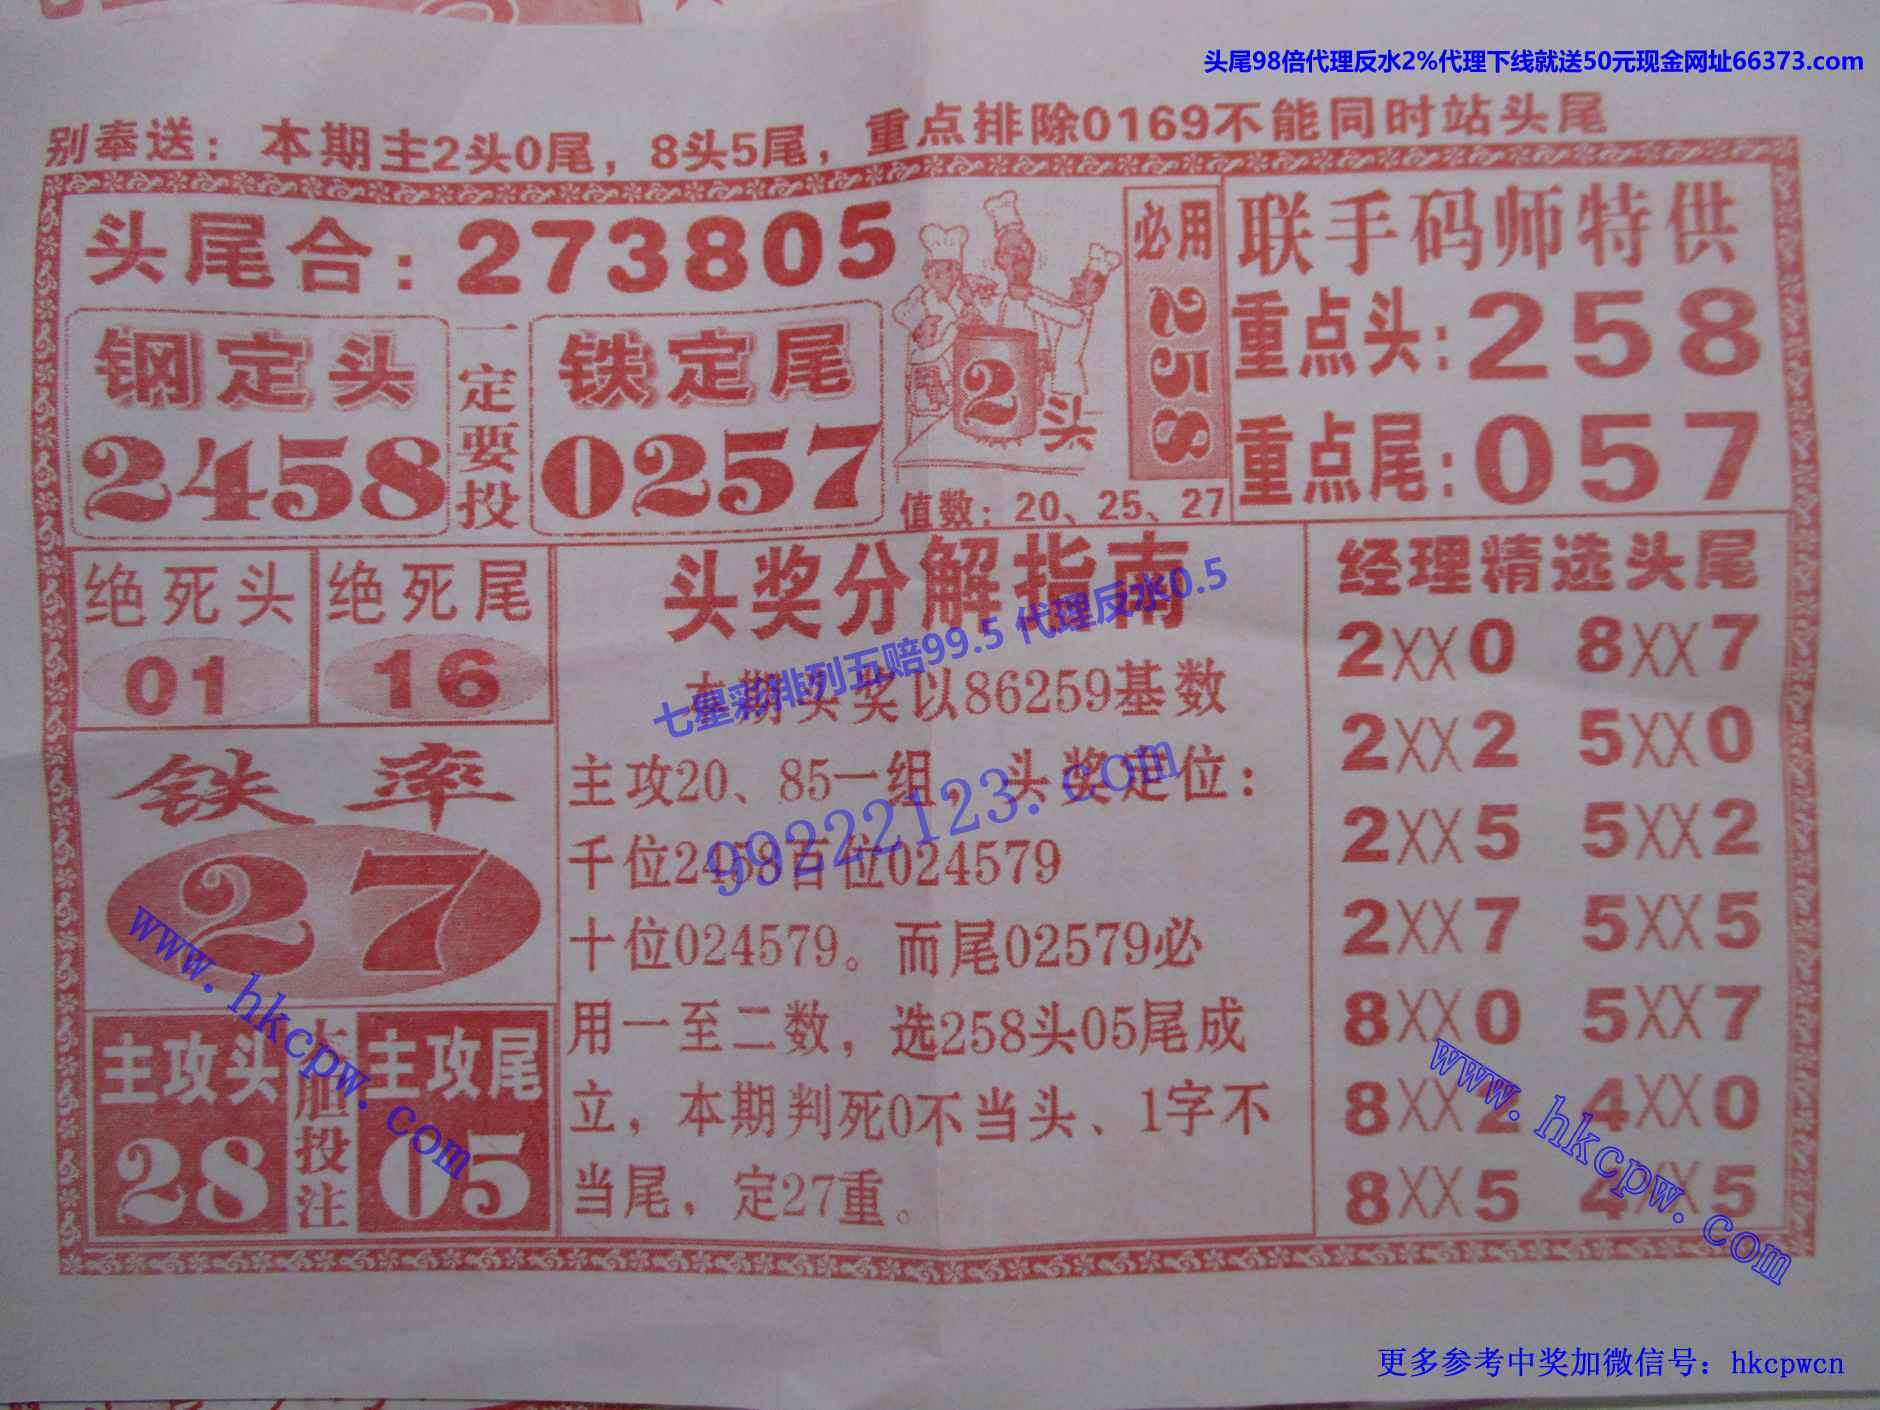 头尾98倍代理反水2%代理下线就送50元现金网址66373.com
别奉送：本期主2头0尾，8头5尾，重点排除0169不能同时站头尾
头尾合：273805
钢定头
2458
一定要投
铁定尾
0257
2头
必用
258
值数：20、25、27
联手码师特供
重点头：258
重点尾：057
绝死头
01
绝死尾
16
铁率
27
主攻头
28
胆投注
主攻尾
05
头奖分解指南
本期头奖以86259基数
主攻20、85一组，头奖定位：
千位2458百位024579
十位024579。而尾02579必
用一至二数，选258头05尾成
立，本期判死0不当头、1字不
当尾，定27重。
经理精选头尾
2XX0 8XX7
2XX2 5XX0
2XX5 5XX2
2XX7 5XX5
8XX0 5XX7
8XX2 4XX0
8XX5 4XX5
七星彩排列五赔99.5 代理反水0.5
99222123.com
www.hkcpw.com
www.hkcpw.com
更多参考中奖加微信号：hkcpwcn